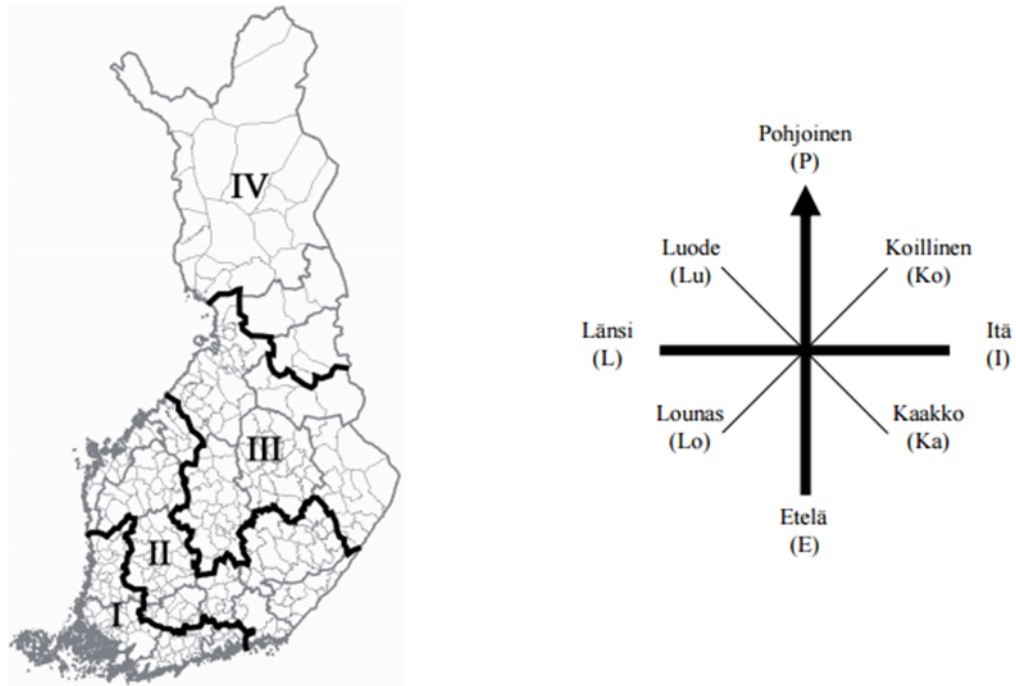 IV
III
II
I
Pohjoinen
(P)
Luode
(Lu)
Koillinen
(Ko)
Länsi
(L)
Itä
(I)
Lounas
(Lo)
Kaakko
(Ka)
Etelä
(E)